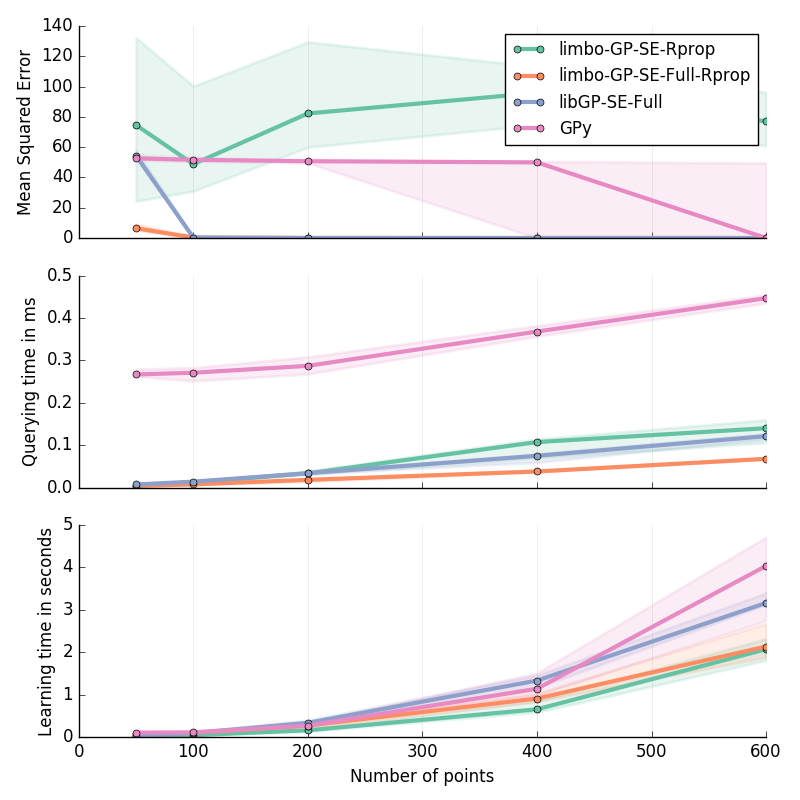 140
120
100
80
60
40
20
0
Mean Squared Error
limbo-GP-SE-Rprop
limbo-GP-SE-Full-Rprop
libGP-SE-Full
GPy
0.5
0.4
0.3
0.2
0.1
0.0
Querying time in ms
5
4
3
2
1
0
Learning time in seconds
0 100 200 300 400 500 600
Number of points